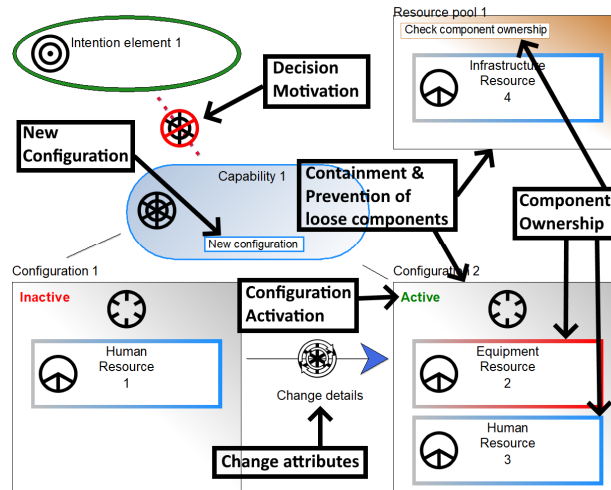 Resource pool 1
Check component ownership
Intention element 1
Infrastructure
Resource
4
Decision
Motivation
New
Configuration
Capability 1
New configuration
Containment &
Prevention of
loose components
Component
Ownership
Configuration 1
Inactive
Human
Resource
1
Configuration
Activation
Change details
Change attributes
Configuration 2
Active
Equipment
Resource
2
Human
Resource
3